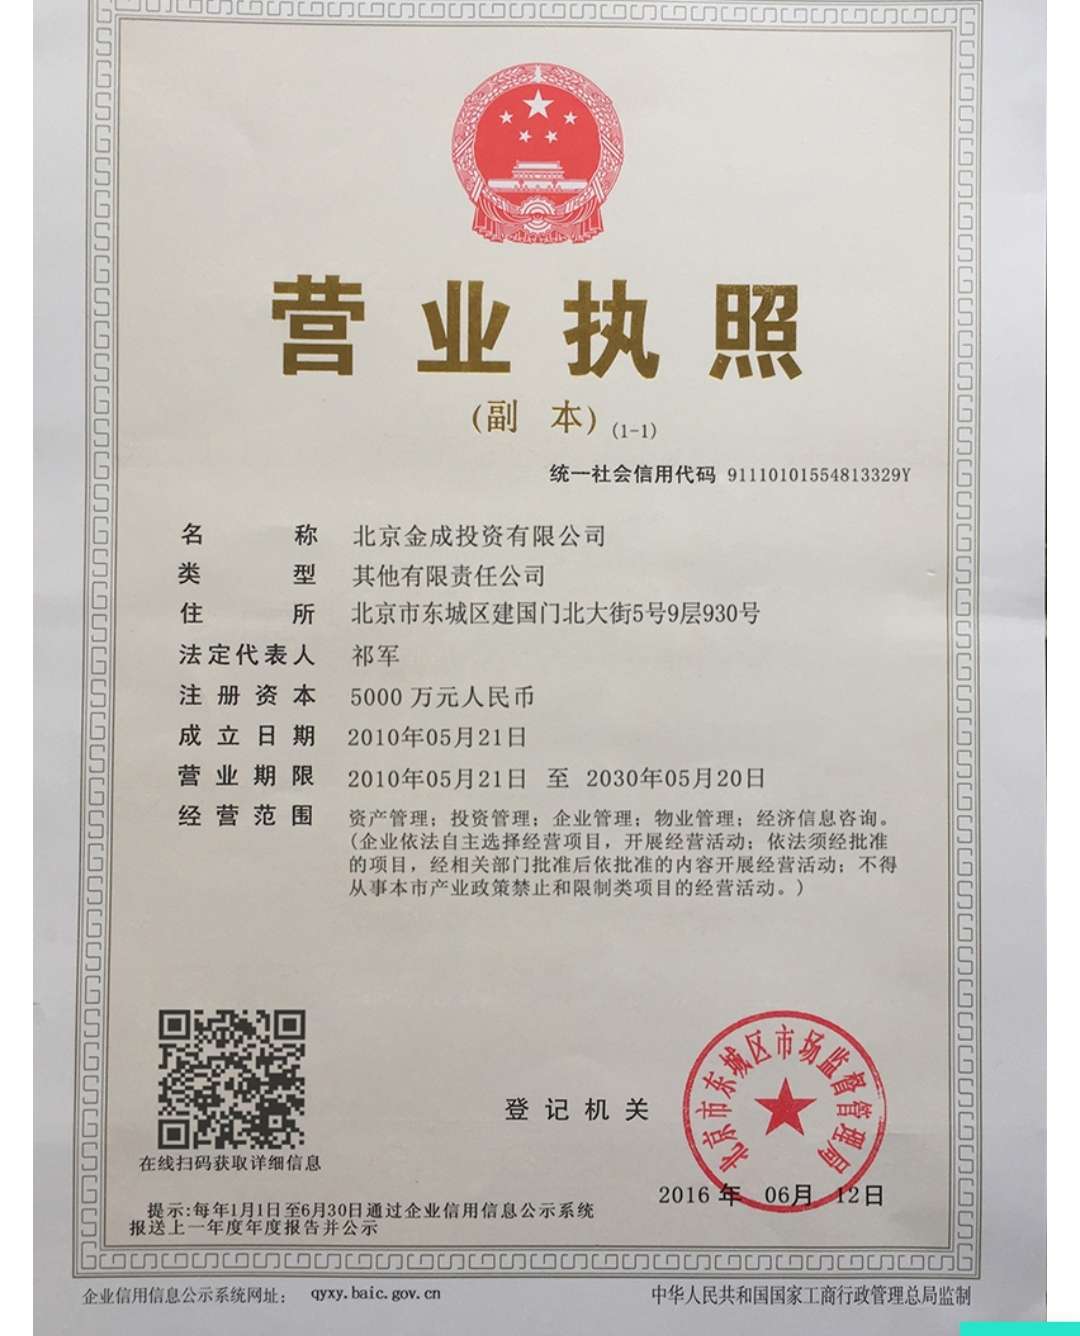 营业执照
(副 本) (1-1)
统一社会信用代码 91110101554813329Y
名 称 北京金成投资有限公司
类 型 其他有限责任公司
住 所 北京市东城区建国门北大街5号9层930号
法定代表人 祁军
注册资本 5000 万元人民币
成立日期 2010年05月21日
营业期限 2010年05月21日 至 2030年05月20日
经营范围 资产管理；投资管理；企业管理；物业管理；经济信息咨询。
(企业依法自主选择经营项目，开展经营活动；依法须经批准
的项目，经相关部门批准后依批准的内容开展经营活动；不得
从事本市产业政策禁止和限制类项目的经营活动。)
在线扫码获取详细信息
登记机关
北京市东城区市场监督管理局
2016 年 06月 12日
提示:每年1月1日至6月30日通过企业信用信息公示系统
报送上一年度年度报告并公示
企业信用信息公示系统网址： qyxy.baic.gov.cn
中华人民共和国国家工商行政管理总局监制